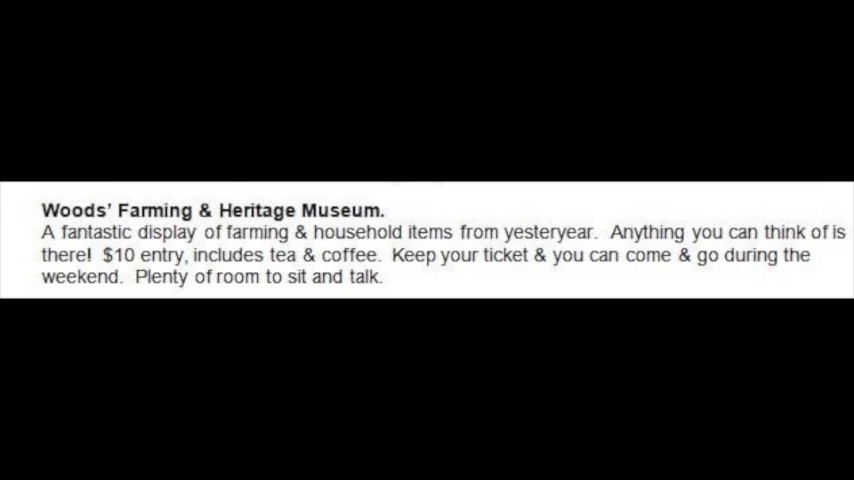 Woods' Farming & Heritage Museum.
A fantastic display of farming & household items from yesteryear. Anything you can think of is
there! $10 entry, includes tea & coffee. Keep your ticket & you can come & go during the
weekend. Plenty of room to sit and talk.